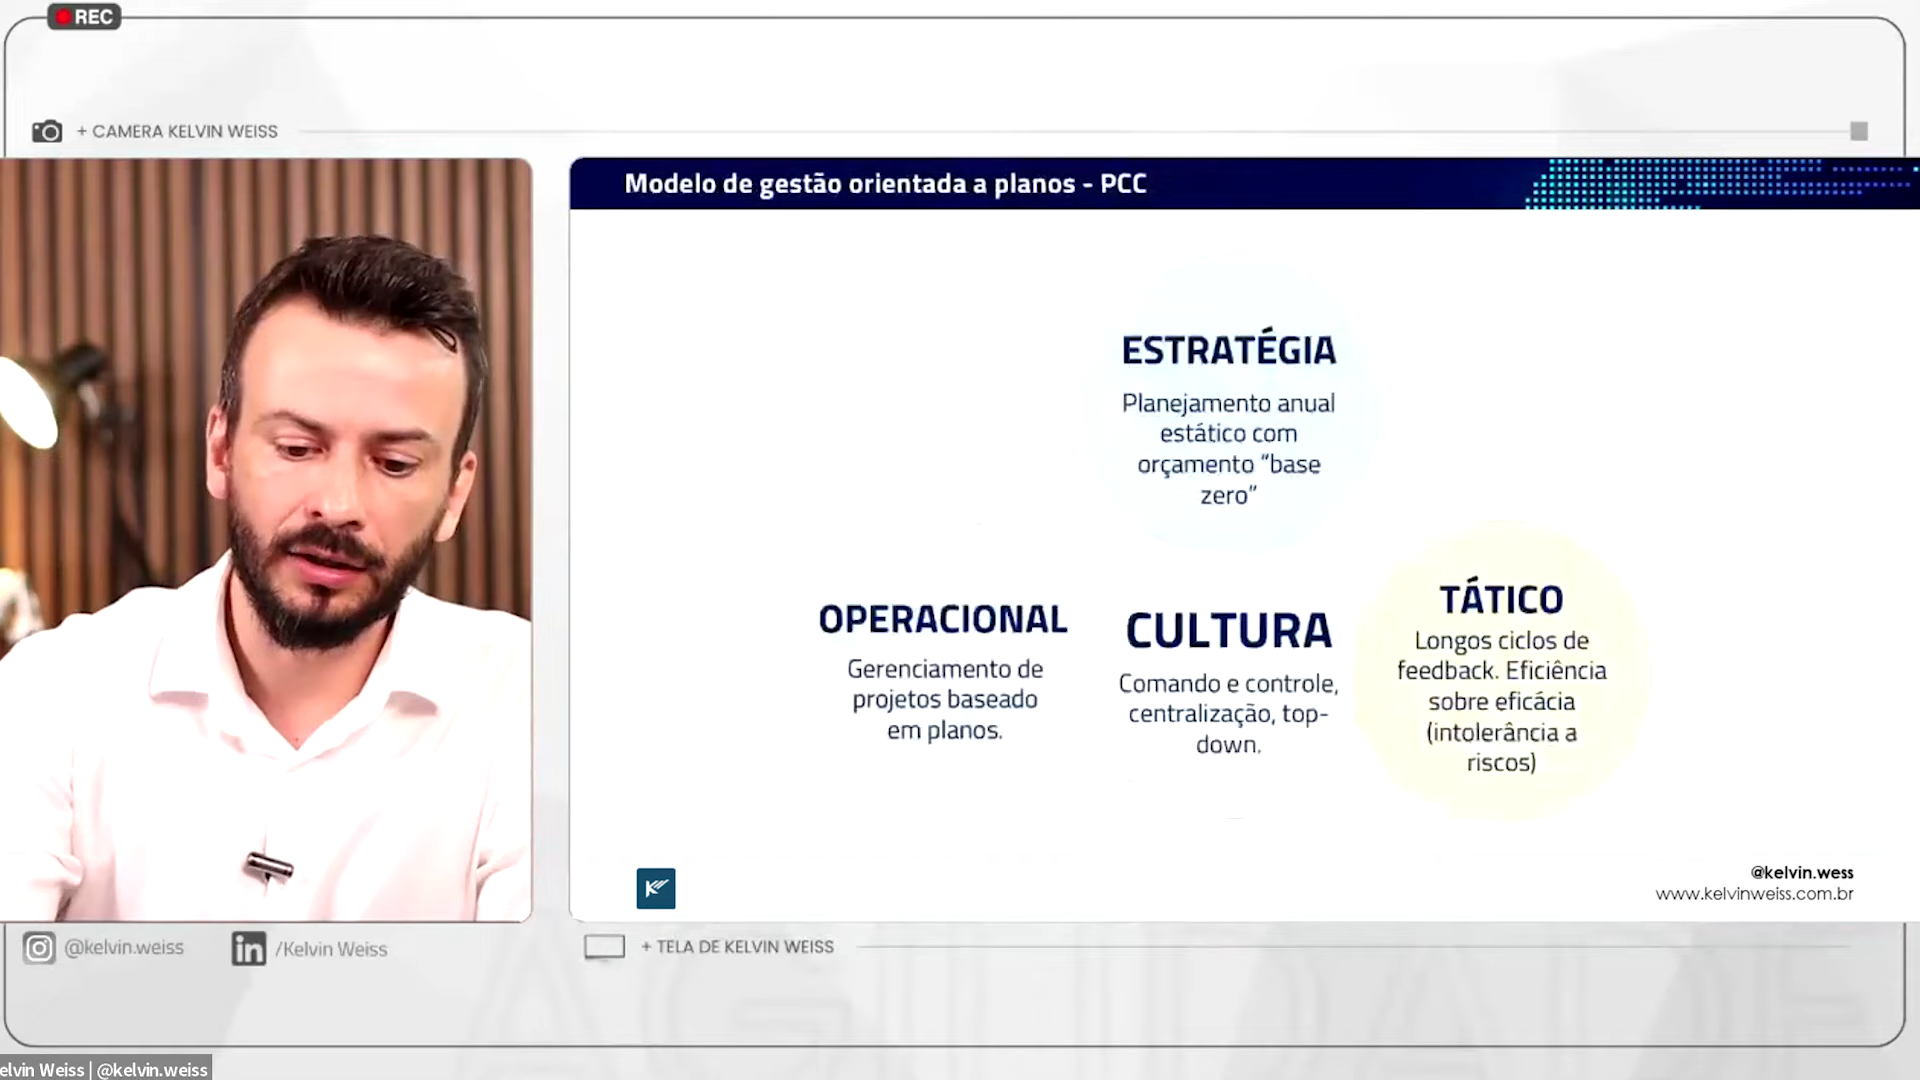 REC
+ CAMERA KELVIN WEISS
Modelo de gestão orientada a planos - PCC
ESTRATÉGIA
Planejamento anual
estático com
orçamento “base
zero”
OPERACIONAL
Gerenciamento de
projetos baseado
em planos.
CULTURA
Comando e controle,
centralização, top-
down.
TÁTICO
Longos ciclos de
feedback. Eficiência
sobre eficácia
(intolerância a
riscos)
@kelvin.wess
www.kelvinweiss.com.br
@kelvin.weiss
/Kelvin Weiss
+ TELA DE KELVIN WEISS
AGILIDADE
elvin Weiss | @kelvin.weiss